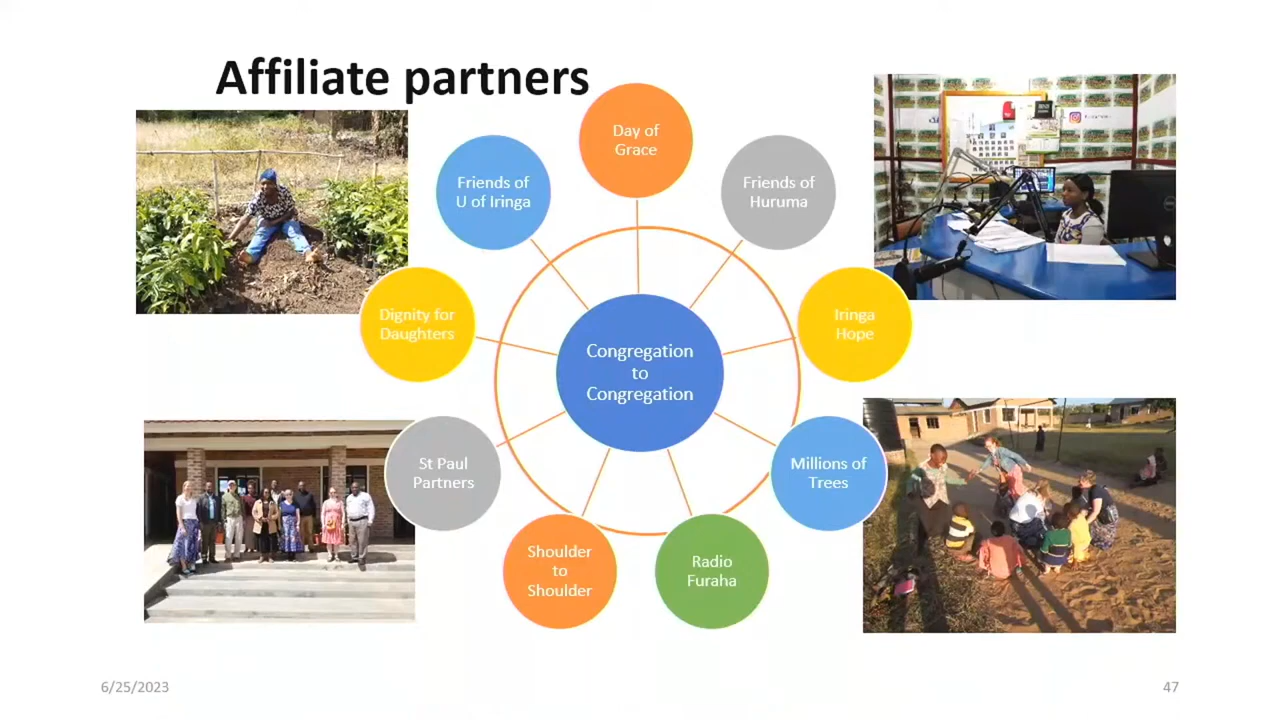 Affiliate partners
Day of
Grace
Friends of
U of Iringa
Friends of
Huruma
Dignity for
Daughters
Iringa
Hope
Congregation
to
Congregation
St Paul
Partners
Millions of
Trees
Shoulder
to
Shoulder
Radio
Furaha
6/25/2023
47